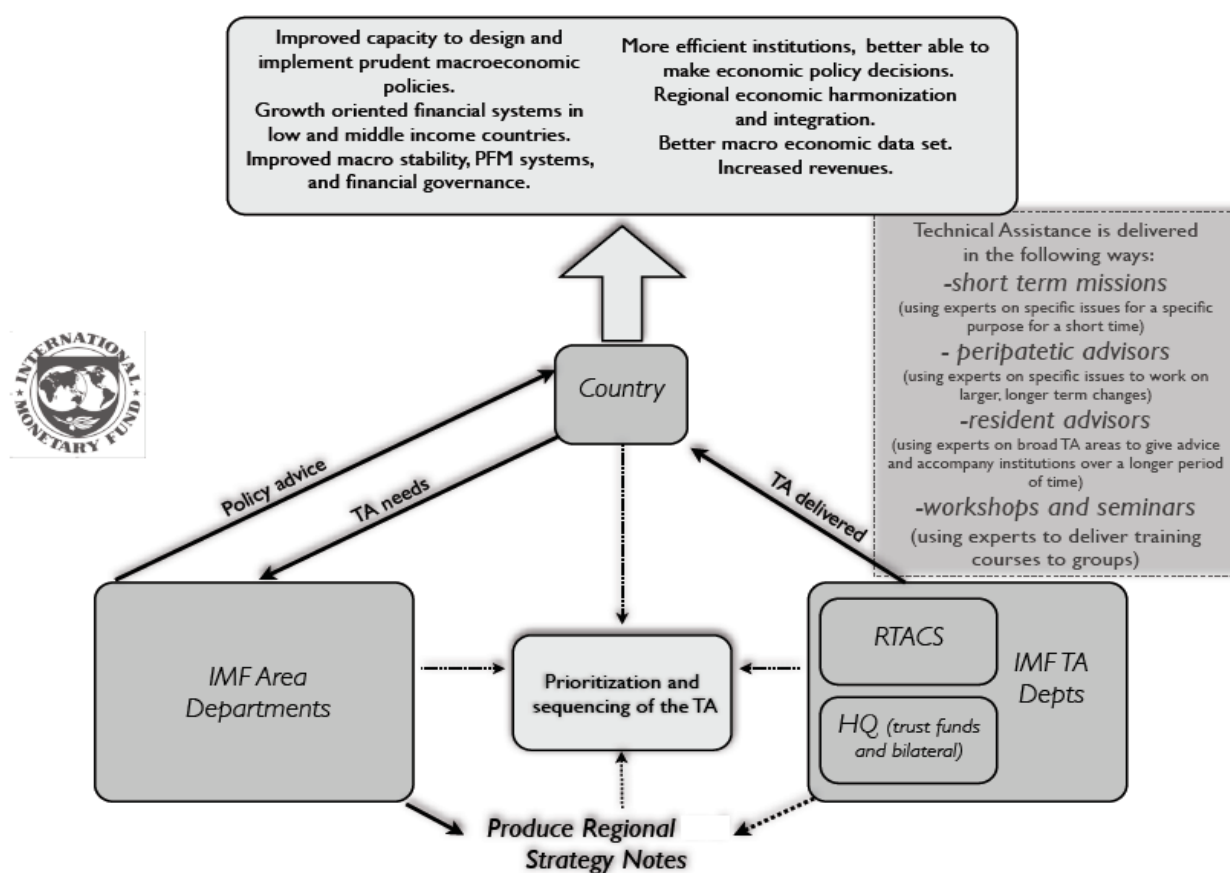 Improved capacity to design and
implement prudent macroeconomic
policies.
Growth oriented financial systems in
low and middle income countries.
Improved macro stability, PFM systems,
and financial governance.
More efficient institutions, better able to
make economic policy decisions.
Regional economic harmonization
and integration.
Better macro economic data set.
Increased revenues.
Technical Assistance is delivered
in the following ways:
-short term missions
(using experts on specific issues for a specific
purpose for a short time)
- peripatetic advisors
(using experts on specific issues to work on
larger, longer term changes)
-resident advisors
(using experts on broad TA areas to give advice
and accompany institutions over a longer period
of time)
-workshops and seminars
(using experts to deliver training
courses to groups)
INTERNATIONAL
MONETARY FUND
Country
Policy advice
TA needs
TA delivered
IMF Area
Departments
Prioritization and
sequencing of the TA
RTACS
HQ (trust funds
and bilateral)
IMF TA
Depts
Produce Regional
Strategy Notes